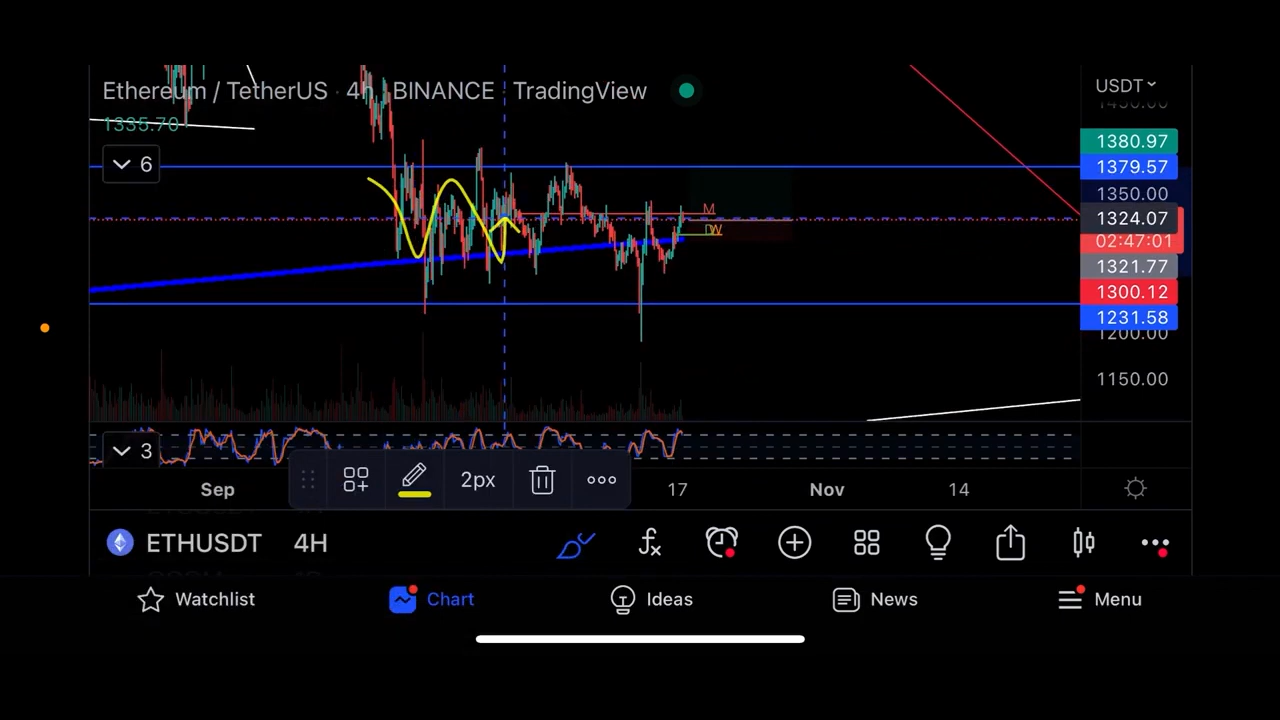 Ethereum / TetherUS · 4h · BINANCE · TradingView
USDT
1335.70
1380.97
6
1379.57
1350.00
M
1324.07
W
02:47:01
1321.77
1300.12
1231.58
1200.00
1150.00
3
2px
Sep
17
Nov
14
ETHUSDT 4H
Watchlist
Chart
Ideas
News
Menu